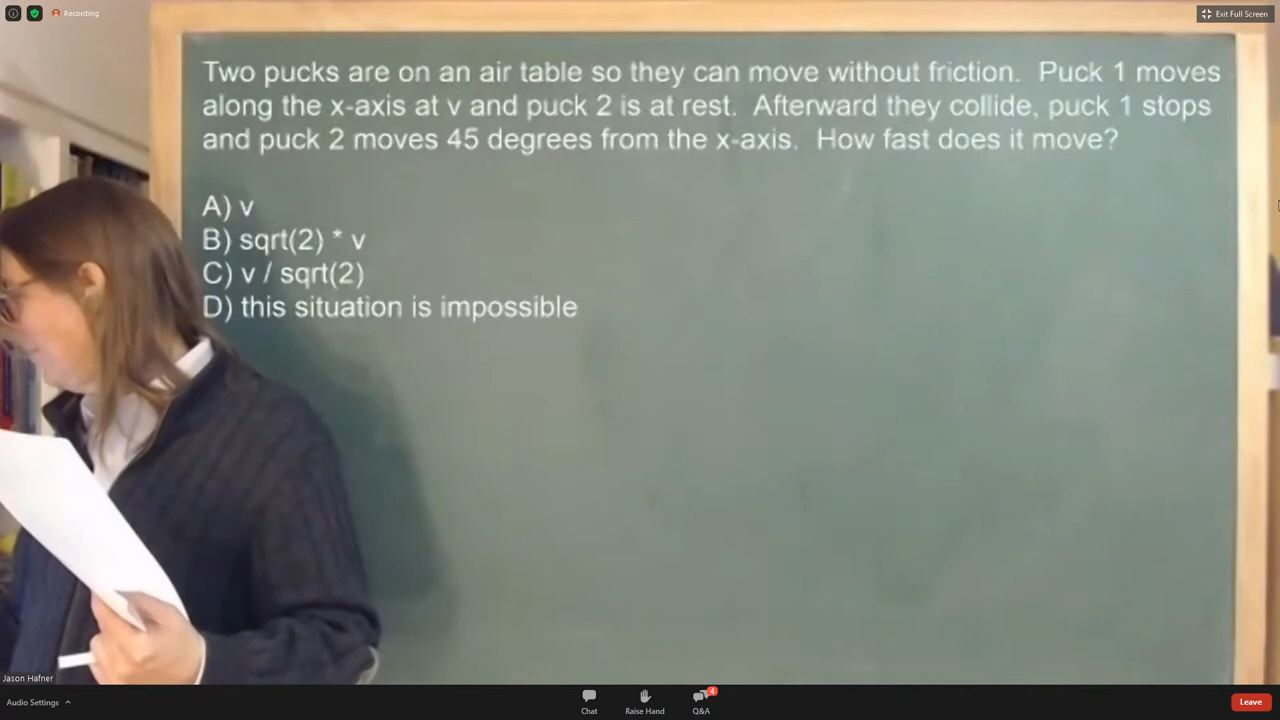 Recording
Exit Full Screen
Two pucks are on an air table so they can move without friction. Puck 1 moves
along the x-axis at v and puck 2 is at rest. Afterward they collide, puck 1 stops
and puck 2 moves 45 degrees from the x-axis. How fast does it move?
A) v
B) sqrt(2) * v
C) v / sqrt(2)
D) this situation is impossible
Jason Hafner
Audio Settings
Chat
Raise Hand
4
Q&A
Leave